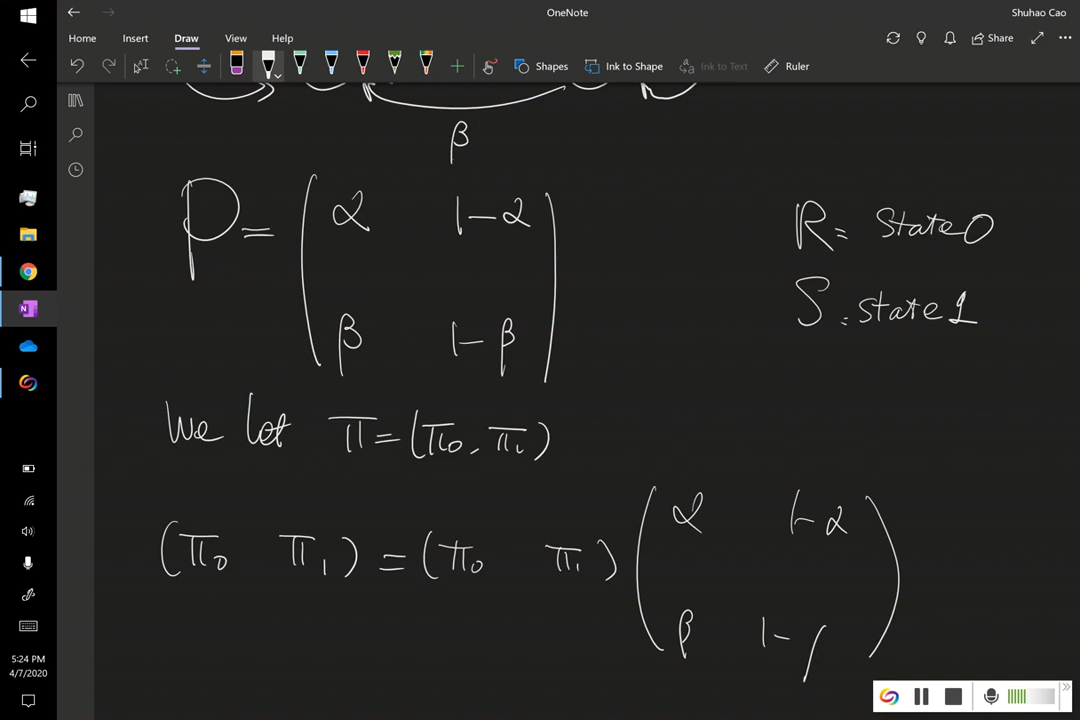 OneNote
Shuhao Cao
Home Insert Draw View Help
Share
Shapes
Ink to Shape
Ink to Text
Ruler
β
P = ( α 1-α
β 1-β )
R = state 0
S = state 1
We let π = (π₀, π₁)
(π₀ π₁) = (π₀ π₁) ( α 1-α
β 1- )
5:24 PM
4/7/2020